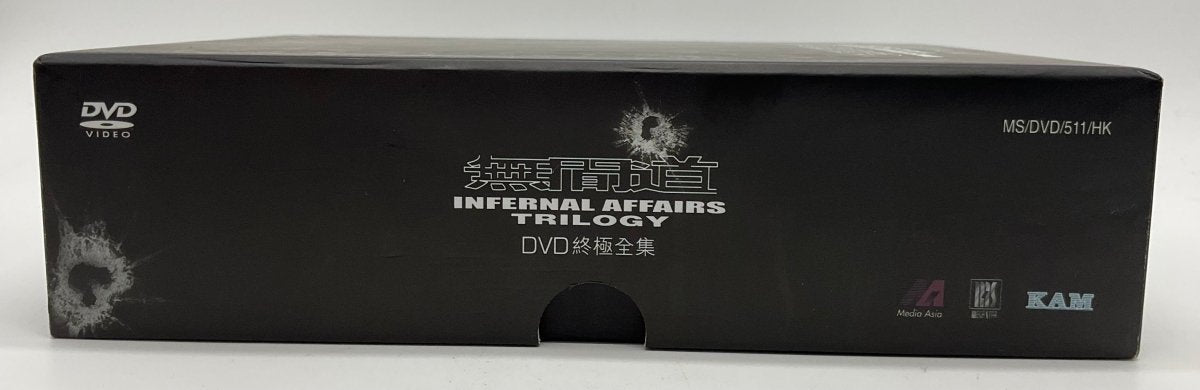 DVD
VIDEO
MS/DVD/511/HK
無間道
INFERNAL AFFAIRS
TRILOGY
DVD終極全集
Media Asia
KAM